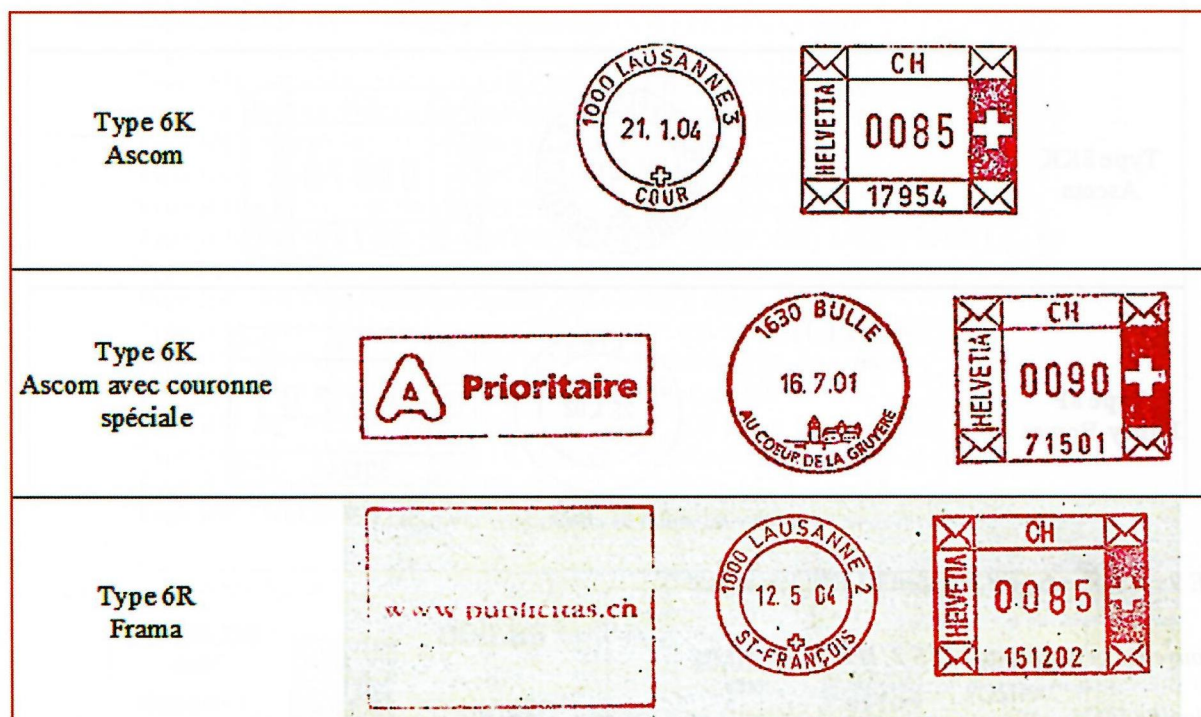 Type 6K
Ascom
1000 LAUSANNE 3
21. 1.04
COUR
CH
HELVETIA
0085
17954
Type 6K
Ascom avec couronne
spéciale
A Prioritaire
1630 BULLE
16. 7.01
AU COEUR DE LA GRUYERE
CH
HELVETIA
0090
71501
Type 6R
Frama
www.publicitas.ch
1000 LAUSANNE 2
12. 5 04
ST-FRANÇOIS
CH
HELVETIA
0085
151202